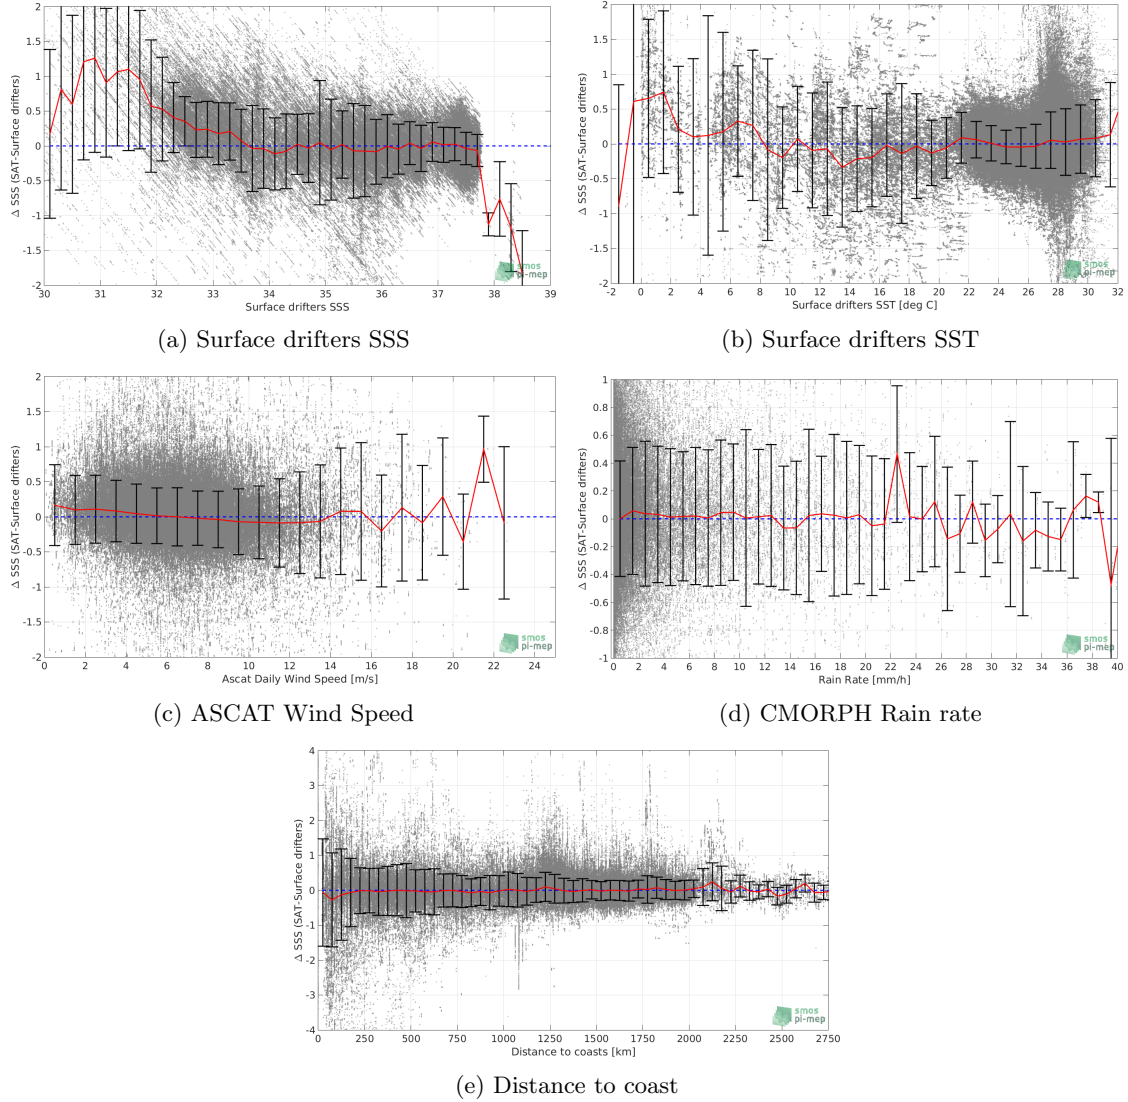 2
1.5
1
0.5
0
-0.5
-1
-1.5
-2
Δ SSS (SAT-Surface drifters)
30 31 32 33 34 35 36 37 38 39
Surface drifters SSS
smos
pi-mep
(a) Surface drifters SSS
2
1.5
1
0.5
0
-0.5
-1
-1.5
-2
Δ SSS (SAT-Surface drifters)
-2 0 2 4 6 8 10 12 14 16 18 20 22 24 26 28 30 32
Surface drifters SST [deg C]
smos
pi-mep
(b) Surface drifters SST
2
1.5
1
0.5
0
-0.5
-1
-1.5
-2
Δ SSS (SAT-Surface drifters)
0 2 4 6 8 10 12 14 16 18 20 22 24
Ascat Daily Wind Speed [m/s]
smos
pi-mep
(c) ASCAT Wind Speed
1
0.8
0.6
0.4
0.2
0
-0.2
-0.4
-0.6
-0.8
-1
Δ SSS (SAT-Surface drifters)
0 2 4 6 8 10 12 14 16 18 20 22 24 26 28 30 32 34 36 38 40
Rain Rate [mm/h]
smos
pi-mep
(d) CMORPH Rain rate
4
3
2
1
0
-1
-2
-3
-4
Δ SSS (SAT-Surface drifters)
0 250 500 750 1000 1250 1500 1750 2000 2250 2500 2750
Distance to coasts [km]
smos
pi-mep
(e) Distance to coast